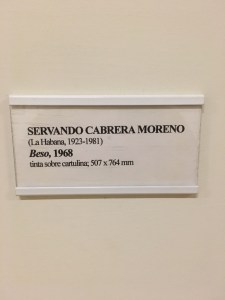 SERVANDO CABRERA MORENO
(La Habana, 1923-1981)
Beso, 1968
tinta sobre cartulina; 507 x 764 mm